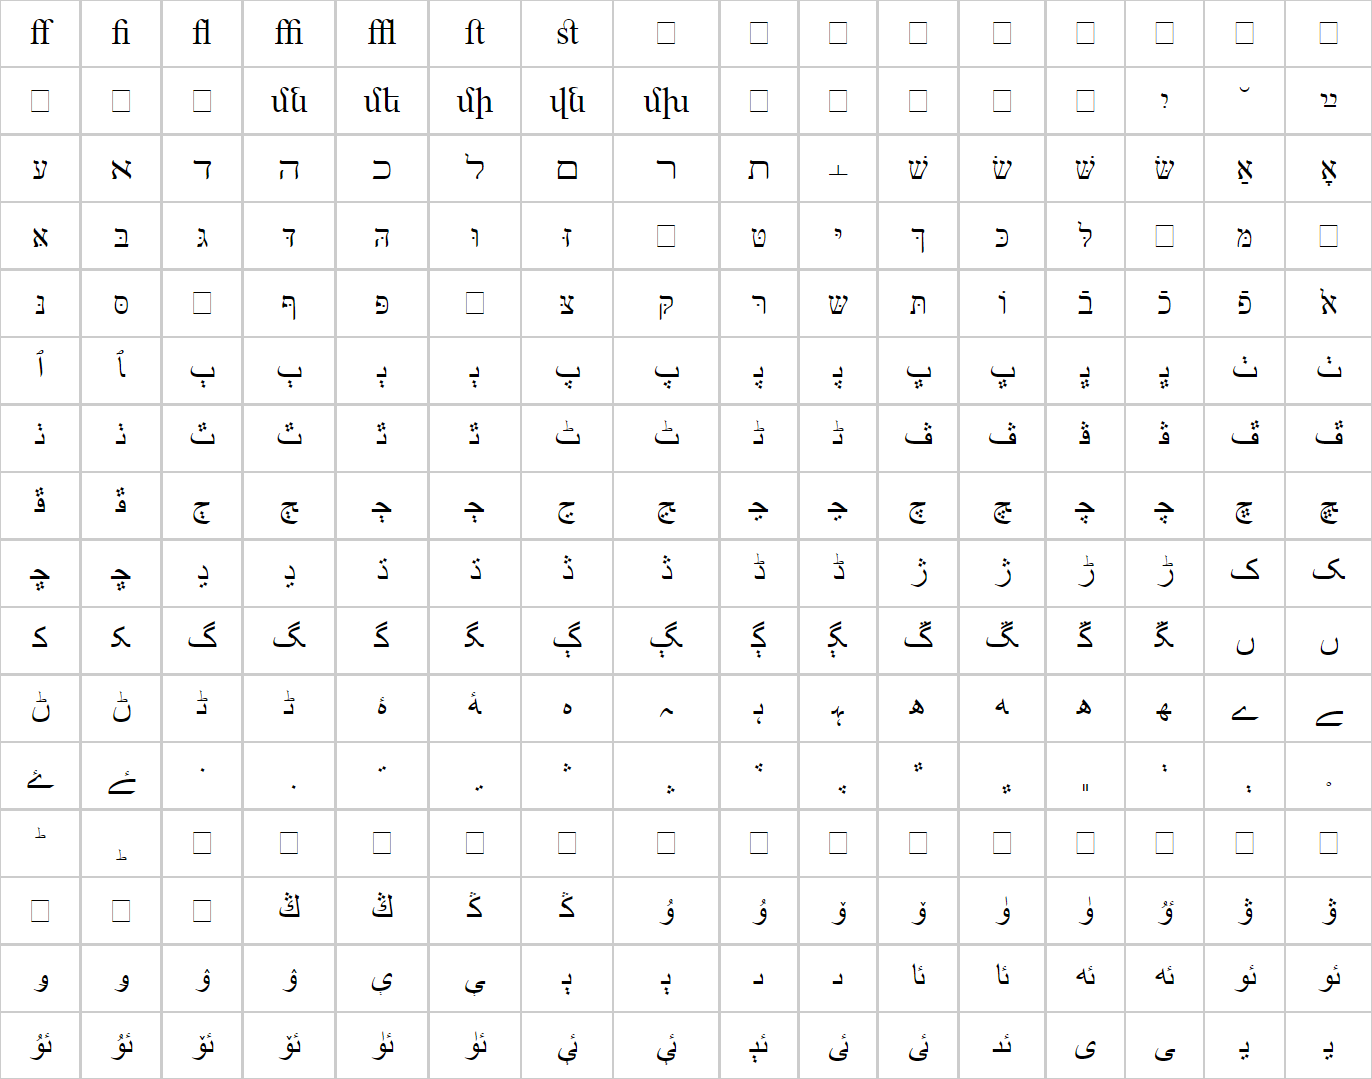 ﬀ ﬁ ﬂ ﬃ ﬄ ﬅ ﬆ
ﬓ ﬔ ﬕ ﬖ ﬗ יִ ﬞ ײַ
ﬠ ﬡ ﬢ ﬣ ﬤ ﬥ ﬦ ﬧ ﬨ ﬩ שׁ שׂ שּׁ שּׂ אַ אָ
אּ בּ גּ דּ הּ וּ זּ טּ יּ ךּ כּ לּ מּ
נּ סּ ףּ פּ צּ קּ רּ שּ תּ וֹ בֿ כֿ פֿ ﭏ
ﭐ ﭑ ﭒ ﭓ ﭔ ﭕ ﭖ ﭗ ﭘ ﭙ ﭚ ﭛ ﭜ ﭝ ﭞ ﭟ
ﭠ ﭡ ﭢ ﭣ ﭤ ﭥ ﭦ ﭧ ﭨ ﭩ ﭪ ﭫ ﭬ ﭭ ﭮ ﭯ
ﭰ ﭱ ﭲ ﭳ ﭴ ﭵ ﭶ ﭷ ﭸ ﭹ ﭺ ﭻ ﭼ ﭽ ﭾ ﭿ
ﮀ ﮁ ﮂ ﮃ ﮄ ﮅ ﮆ ﮇ ﮈ ﮉ ﮊ ﮋ ﮌ ﮍ ﮎ ﮏ
ﮐ ﮑ ﮒ ﮓ ﮔ ﮕ ﮖ ﮗ ﮘ ﮙ ﮚ ﮛ ﮜ ﮝ ﮞ ﮟ
ﮠ ﮡ ﮢ ﮣ ﮤ ﮥ ﮦ ﮧ ﮨ ﮩ ﮪ ﮫ ﮬ ﮭ ﮮ ﮯ
ﮰ ﮱ ﮲ ﮳ ﮴ ﮵ ﮶ ﮷ ﮸ ﮹ ﮺ ﮻ ﮼ ﮽ ﮾ ﮿
﯀ ﯁
ﯓ ﯔ ﯕ ﯖ ﯗ ﯘ ﯙ ﯚ ﯛ ﯜ ﯝ ﯞ ﯟ
ﯠ ﯡ ﯢ ﯣ ﯤ ﯥ ﯦ ﯧ ﯨ ﯩ ﯪ ﯫ ﯬ ﯭ ﯮ ﯯ
ﯰ ﯱ ﯲ ﯳ ﯴ ﯵ ﯶ ﯷ ﯸ ﯹ ﯺ ﯻ ﯼ ﯽ ﯾ ﯿ